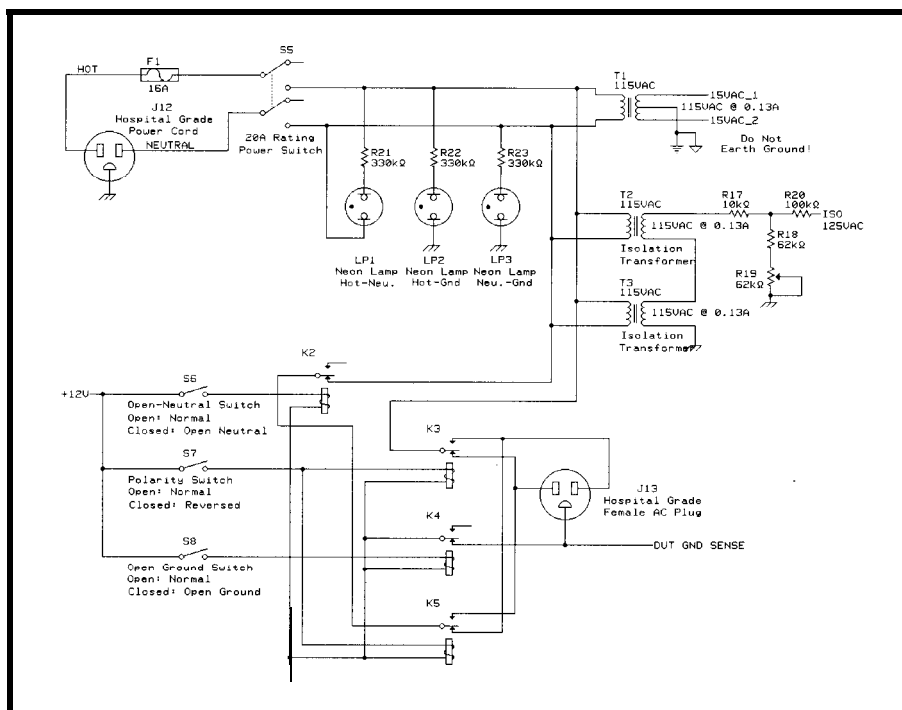 S5
HOT
F1
16A
J12
Hospital Grade
Power Cord
NEUTRAL
20A Rating
Power Switch
T1
115VAC
15VAC_1
115VAC @ 0.13A
15VAC_2
Do Not
Earth Ground!
R21
330kΩ
R22
330kΩ
R23
330kΩ
LP1
Neon Lamp
Hot-Neu.
LP2
Neon Lamp
Hot-Gnd
LP3
Neon Lamp
Neu.-Gnd
T2
115VAC
115VAC @ 0.13A
Isolation
Transformer
R17
10kΩ
R20
100kΩ
ISO
125VAC
R18
62kΩ
R19
62kΩ
T3
115VAC
115VAC @ 0.13A
Isolation
Transformer
K2
+12V
S6
Open-Neutral Switch
Open: Normal
Closed: Open Neutral
K3
S7
Polarity Switch
Open: Normal
Closed: Reversed
J13
Hospital Grade
Female AC Plug
K4
DUT GND SENSE
S8
Open Ground Switch
Open: Normal
Closed: Open Ground
K5